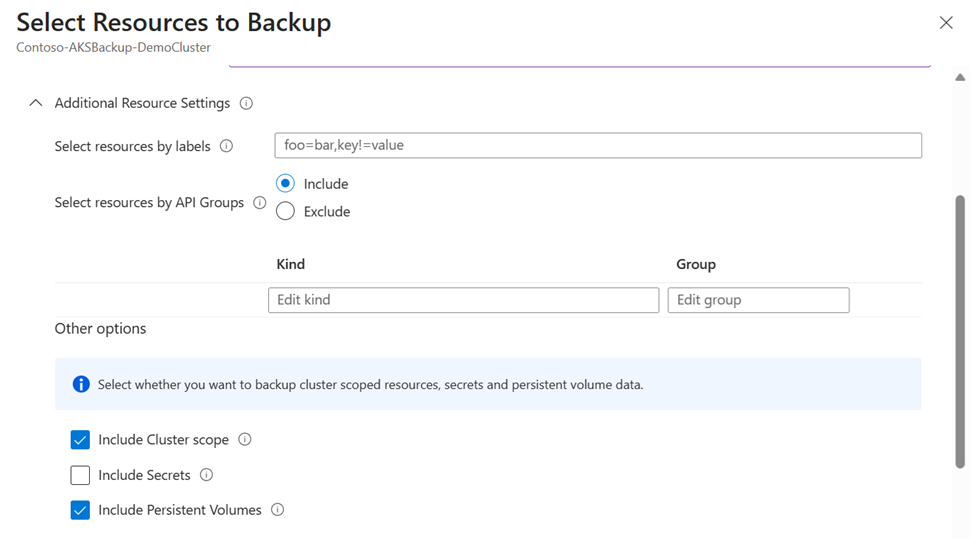 Select Resources to Backup
Contoso-AKSBackup-DemoCluster
Additional Resource Settings
Select resources by labels
foo=bar,key!=value
Select resources by API Groups
Include
Exclude
Kind Group
Edit kind Edit group
Other options
Select whether you want to backup cluster scoped resources, secrets and persistent volume data.
Include Cluster scope
Include Secrets
Include Persistent Volumes